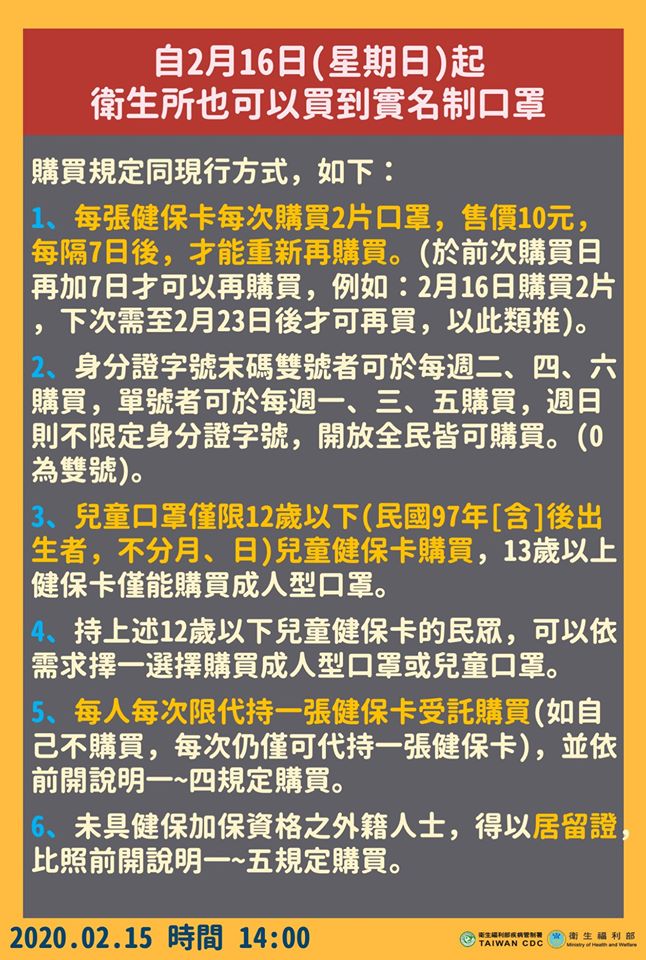 自2月16日(星期日)起
衛生所也可以買到實名制口罩
購買規定同現行方式，如下：
1、每張健保卡每次購買2片口罩，售價10元，
每隔7日後，才能重新再購買。(於前次購買日
再加7日才可以再購買，例如：2月16日購買2片
，下次需至2月23日後才可再買，以此類推)。
2、身分證字號末碼雙號者可於每週二、四、六
購買，單號者可於每週一、三、五購買，週日
則不限定身分證字號，開放全民皆可購買。(0
為雙號)。
3、兒童口罩僅限12歲以下(民國97年[含]後出
生者，不分月、日)兒童健保卡購買，13歲以上
健保卡僅能購買成人型口罩。
4、持上述12歲以下兒童健保卡的民眾，可以依
需求擇一選擇購買成人型口罩或兒童口罩。
5、每人每次限代持一張健保卡受託購買(如自
己不購買，每次仍僅可代持一張健保卡)，並依
前開說明一~四規定購買。
6、未具健保加保資格之外籍人士，得以居留證，
比照前開說明一~五規定購買。
2020.02.15 時間 14:00
衛生福利部疾病管制署
TAIWAN CDC
衛生福利部
Ministry of Health and Welfare